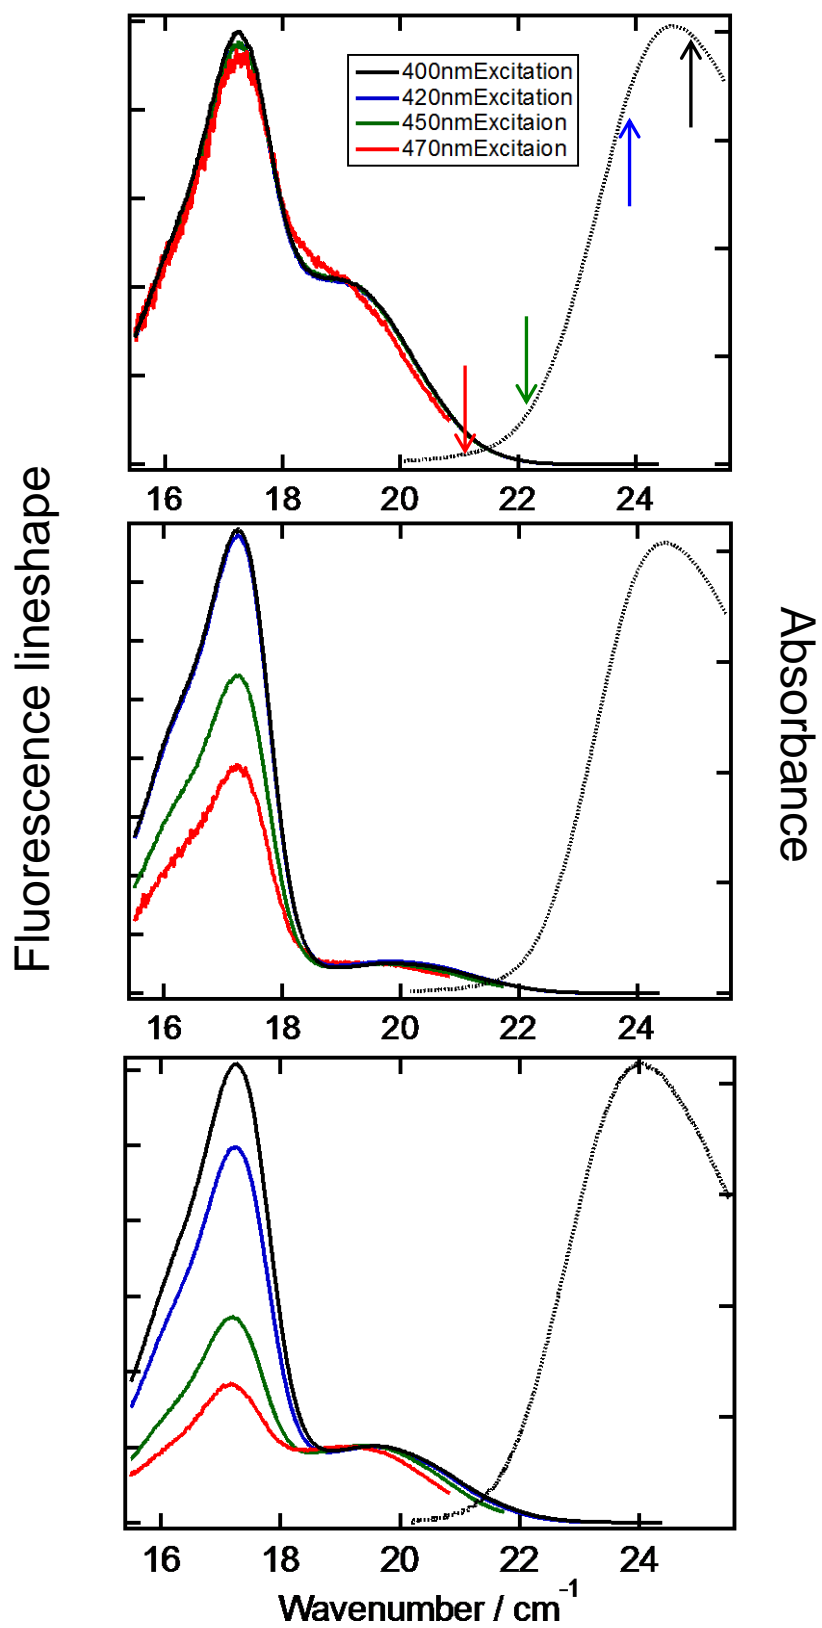 400nmExcitation
420nmExcitation
450nmExcitaion
470nmExcitaion
16 18 20 22 24
Fluorescence lineshape
Absorbance
16 18 20 22 24
16 18 20 22 24
Wavenumber / cm⁻¹